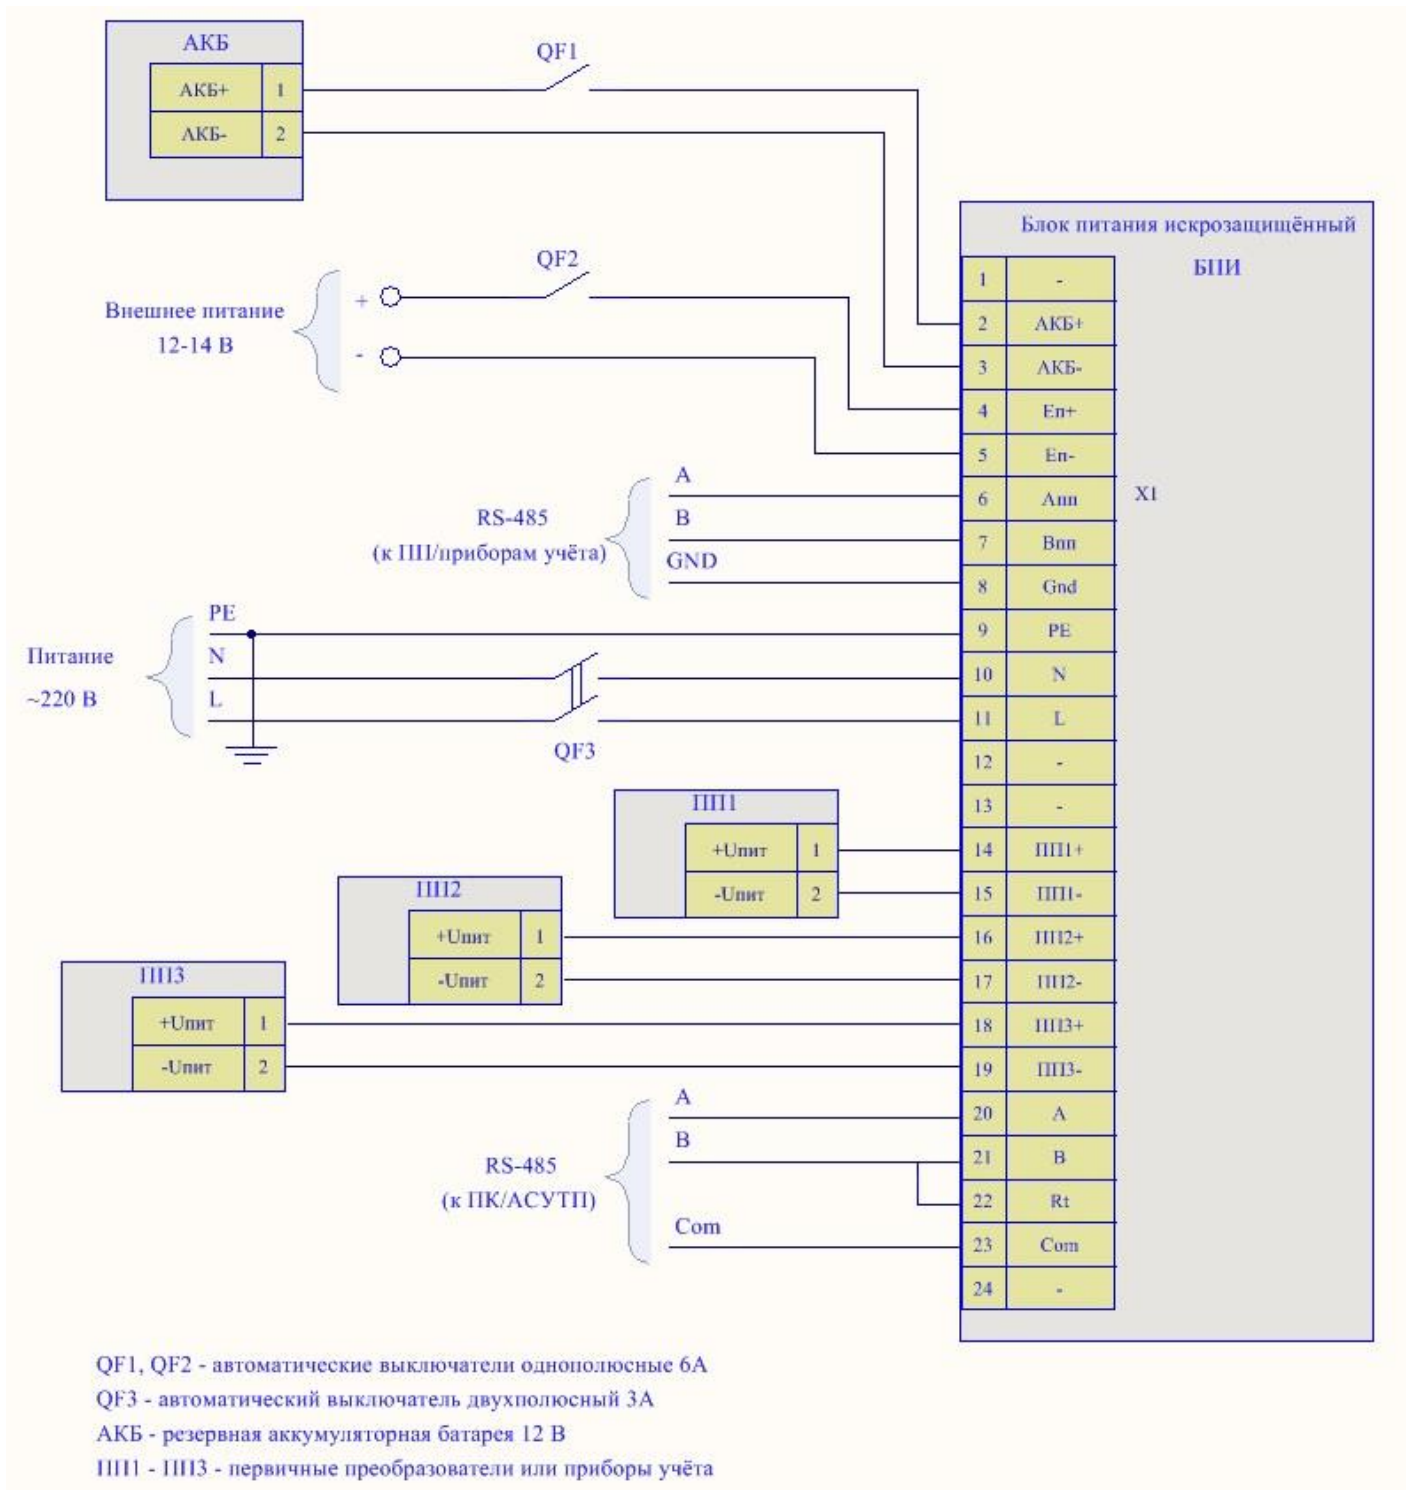 АКБ
АКБ+ 1
АКБ- 2
QF1
Блок питания искрозащищённый
БПИ
QF2
Внешнее питание
12-14 В
+
-
1 -
2 АКБ+
3 АКБ-
4 Еп+
5 Еп-
6 Апп
7 Впп
8 Gnd
9 PE
10 N
11 L
12 -
13 -
14 ПП1+
15 ПП1-
16 ПП2+
17 ПП2-
18 ПП3+
19 ПП3-
20 A
21 B
22 Rt
23 Com
24 -
X1
A
B
GND
RS-485
(к ПП/приборам учёта)
PE
N
L
Питание
~220 В
QF3
ПП1
+Uпит 1
-Uпит 2
ПП2
+Uпит 1
-Uпит 2
ПП3
+Uпит 1
-Uпит 2
A
B
RS-485
(к ПК/АСУТП)
Com
QF1, QF2 - автоматические выключатели однополюсные 6А
QF3 - автоматический выключатель двухполюсный 3А
АКБ - резервная аккумуляторная батарея 12 В
ПП1 - ПП3 - первичные преобразователи или приборы учёта